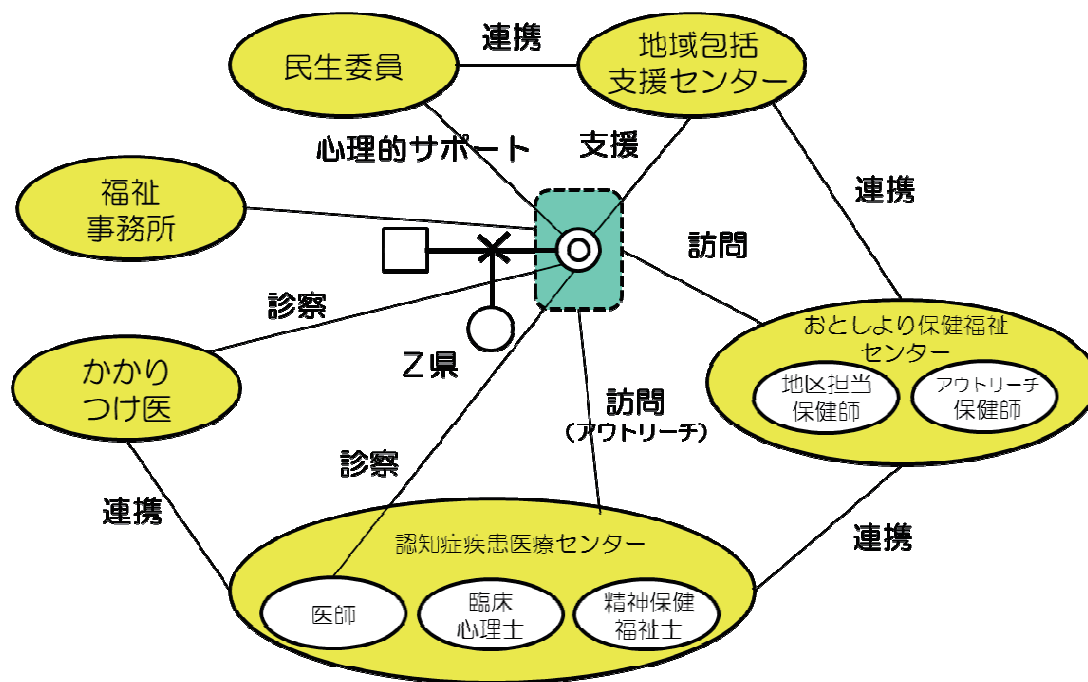 連携
民生委員
地域包括
支援センター
心理的サポート
支援
福祉
事務所
連携
訪問
診察
Z県
おとしより保健福祉
センター
地区担当
保健師
アウトリーチ
保健師
かかり
つけ医
訪問
（アウトリーチ）
診察
連携
連携
認知症疾患医療センター
医師
臨床
心理士
精神保健
福祉士